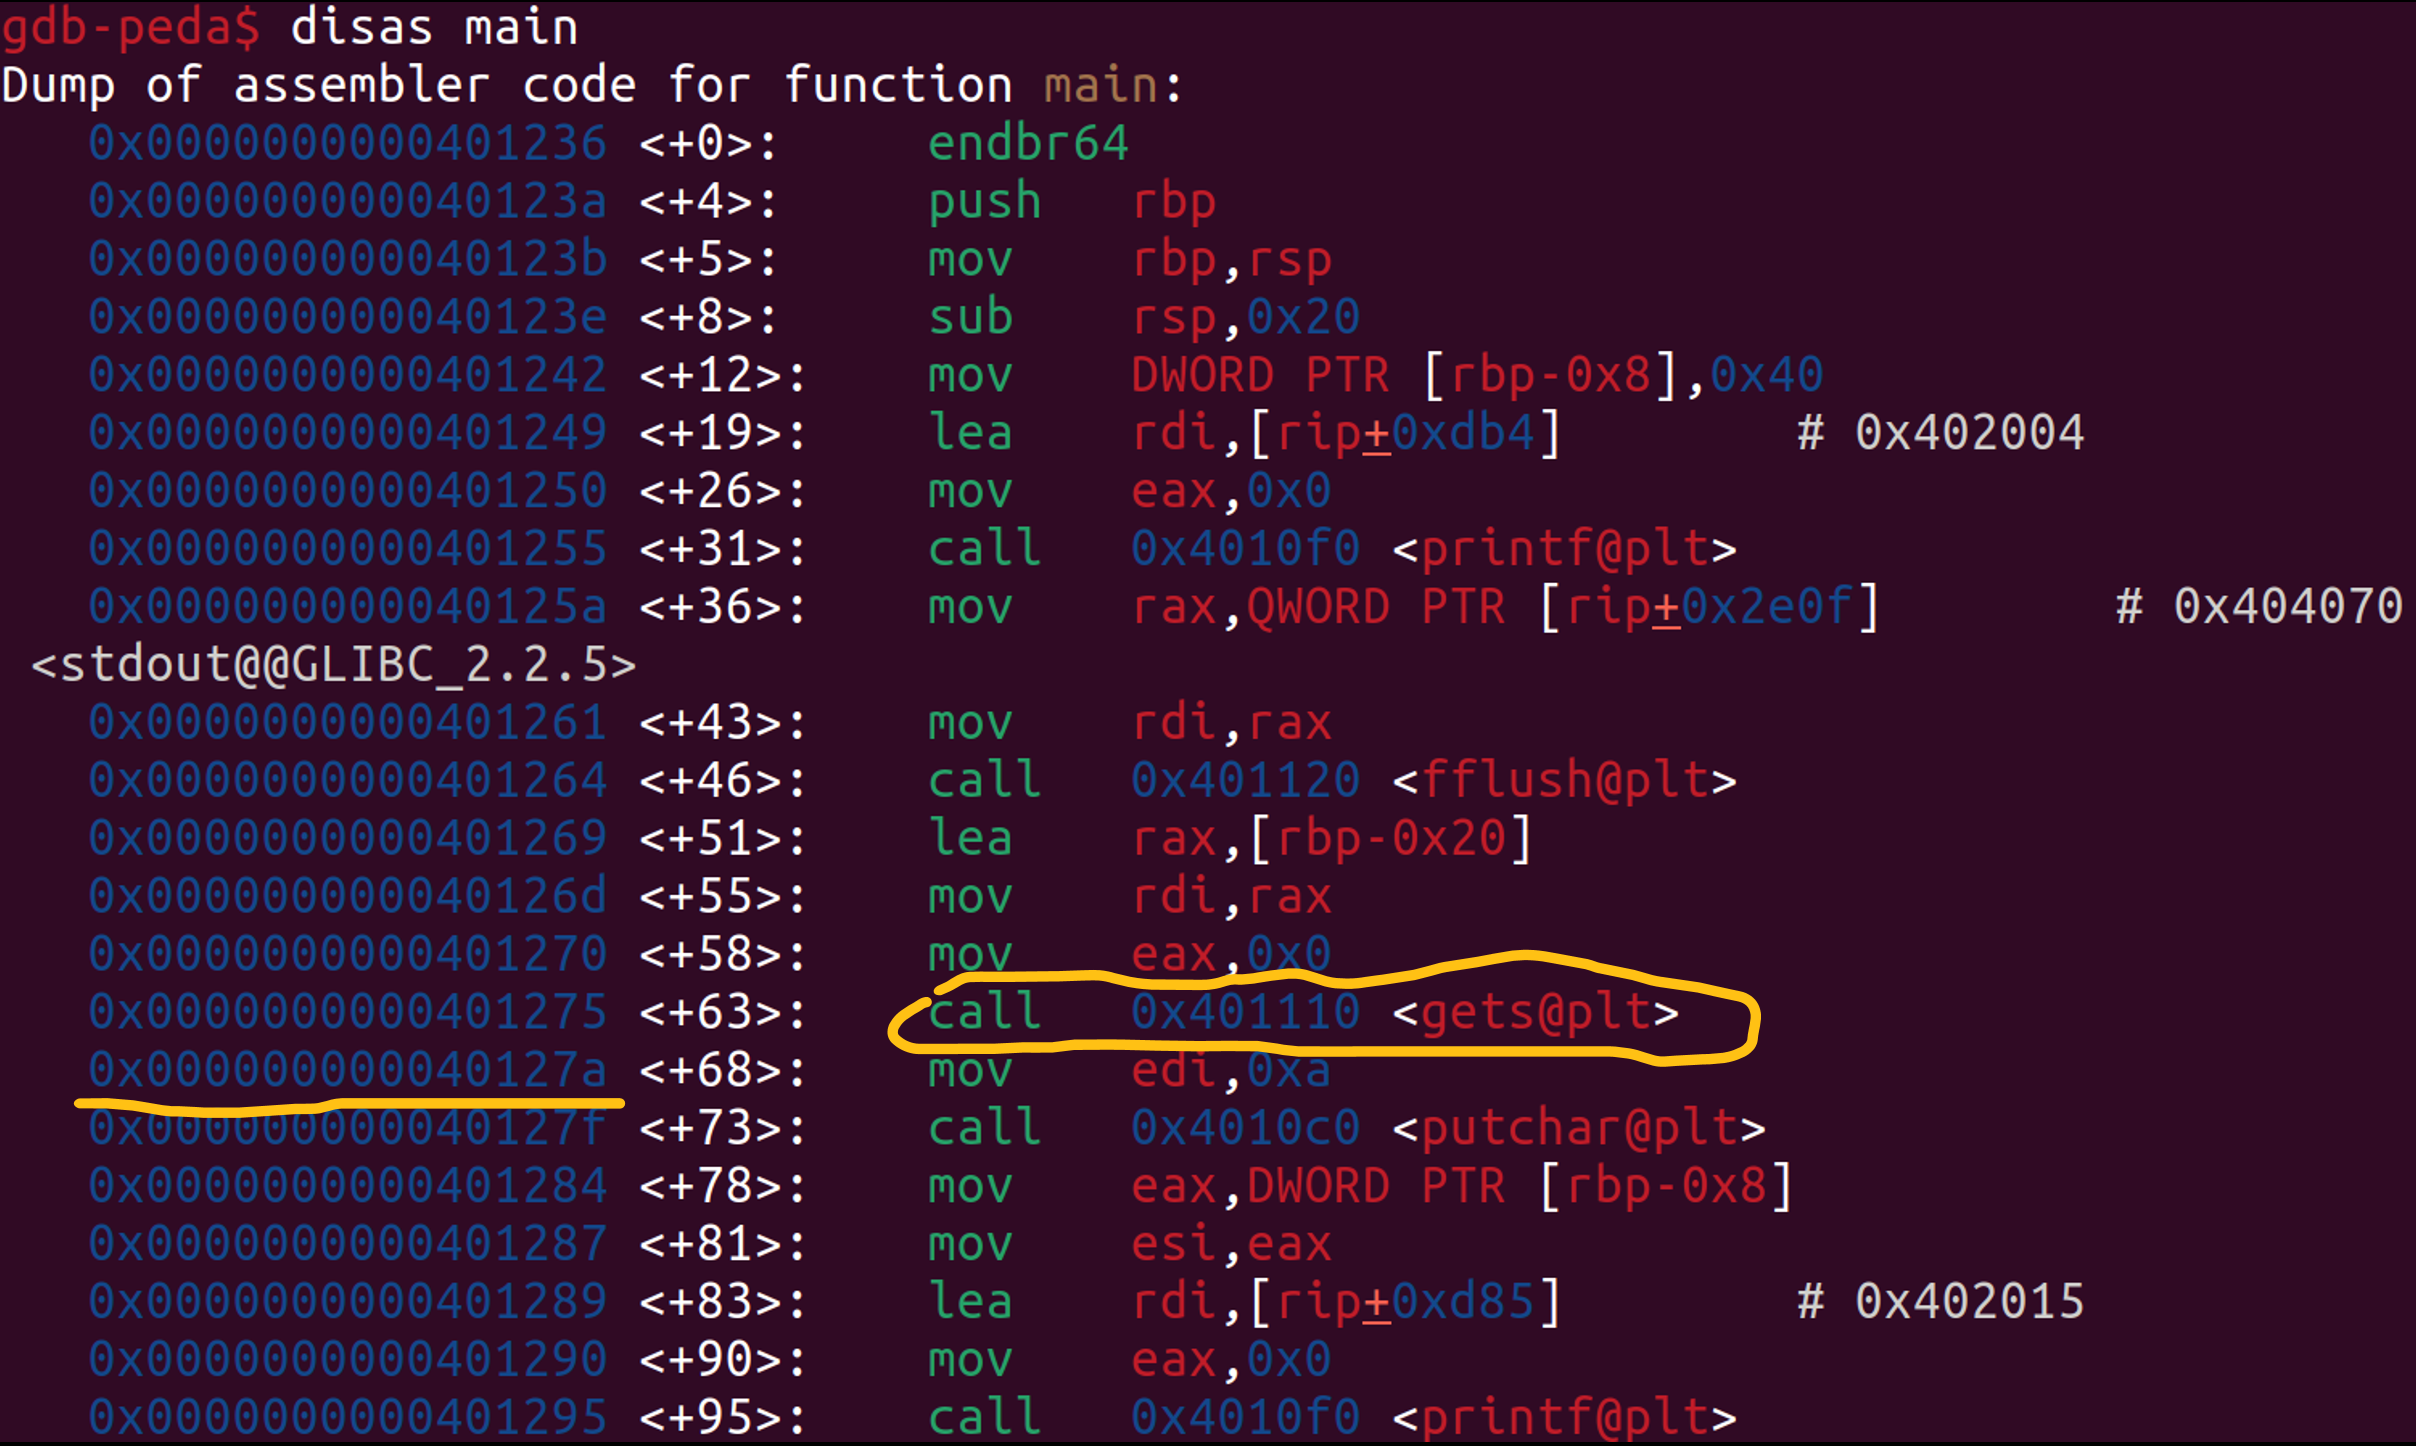 gdb-peda$ disas main
Dump of assembler code for function main:
0x0000000000401236 <+0>: endbr64
0x000000000040123a <+4>: push rbp
0x000000000040123b <+5>: mov rbp,rsp
0x000000000040123e <+8>: sub rsp,0x20
0x0000000000401242 <+12>: mov DWORD PTR [rbp-0x8],0x40
0x0000000000401249 <+19>: lea rdi,[rip+0xdb4] # 0x402004
0x0000000000401250 <+26>: mov eax,0x0
0x0000000000401255 <+31>: call 0x4010f0 <printf@plt>
0x000000000040125a <+36>: mov rax,QWORD PTR [rip+0x2e0f] # 0x404070
<stdout@@GLIBC_2.2.5>
0x0000000000401261 <+43>: mov rdi,rax
0x0000000000401264 <+46>: call 0x401120 <fflush@plt>
0x0000000000401269 <+51>: lea rax,[rbp-0x20]
0x000000000040126d <+55>: mov rdi,rax
0x0000000000401270 <+58>: mov eax,0x0
0x0000000000401275 <+63>: call 0x401110 <gets@plt>
0x000000000040127a <+68>: mov edi,0xa
0x000000000040127f <+73>: call 0x4010c0 <putchar@plt>
0x0000000000401284 <+78>: mov eax,DWORD PTR [rbp-0x8]
0x0000000000401287 <+81>: mov esi,eax
0x0000000000401289 <+83>: lea rdi,[rip+0xd85] # 0x402015
0x0000000000401290 <+90>: mov eax,0x0
0x0000000000401295 <+95>: call 0x4010f0 <printf@plt>